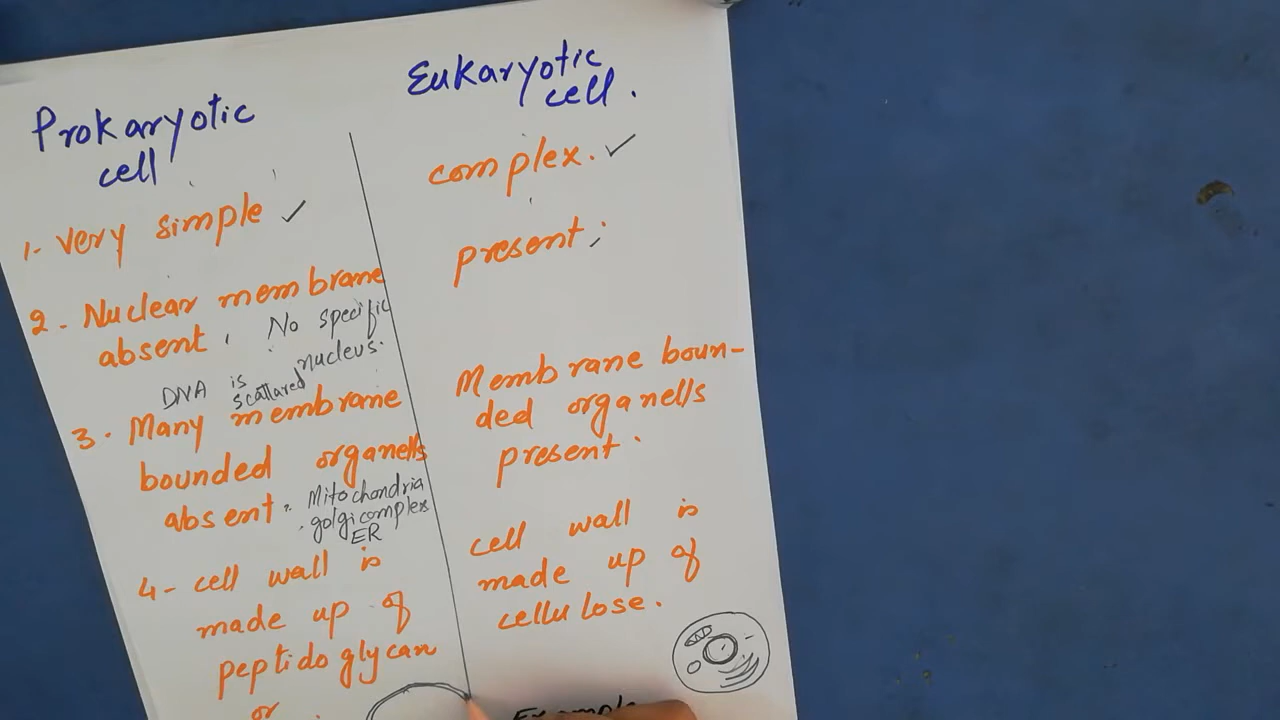 Prokaryotic
cell
1- Very simple ✓
2. Nuclear membrane
absent. No specific
nucleus.
DNA is
scattared
3. Many membrane
bounded organells
absent. Mitochondria
golgi complex
ER
4- cell wall is
made up of
peptidoglycan
or
Eukaryotic
cell.
complex. ✓
present.
Membrane boun-
ded organells
present.
cell wall is
made up of
cellulose.